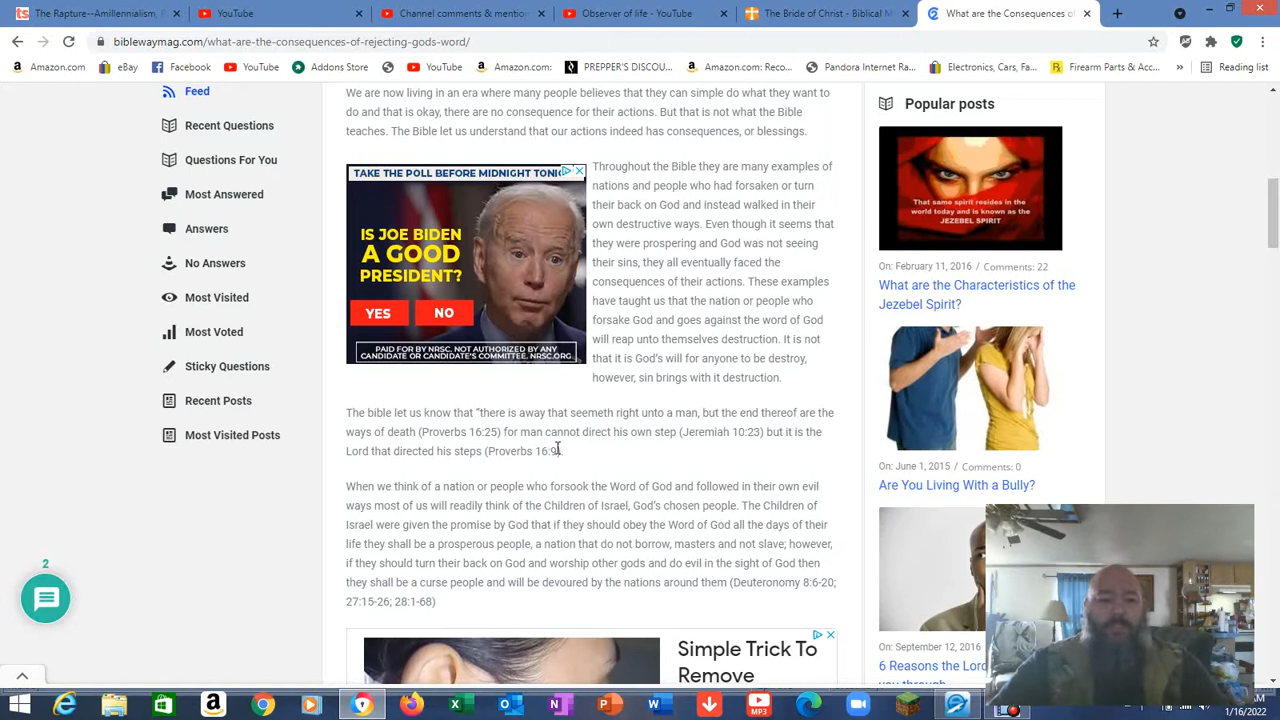 The Rapture--Amillennialism, R
YouTube
YouTube
YouTube
The Bride of Christ - Biblical M
What are the Consequences of
biblewaymag.com/what-are-the-consequences-of-rejecting-gods-word/
Amazon.com
eBay
Facebook
YouTube
Addons Store
YouTube
Amazon.com:
PREPPER'S DISCOU...
Amazon.com: Reco...
Pandora Internet Ra...
Electronics, Cars, Fa...
Firearm Parts & Acc...
»
Reading list
Feed
Recent Questions
Questions For You
Most Answered
Answers
No Answers
Most Visited
Most Voted
Sticky Questions
Recent Posts
Most Visited Posts
2
We are now living in an era where many people believes that they can simple do what they want to
do and that is okay, there are no consequence for their actions. But that is not what the Bible
teaches. The Bible let us understand that our actions indeed has consequences, or blessings.
TAKE THE POLL BEFORE MIDNIGHT TONI
IS JOE BIDEN
A GOOD
PRESIDENT?
YES
NO
PAID FOR BY NRSC. NOT AUTHORIZED BY ANY
CANDIDATE OR CANDIDATE'S COMMITTEE. NRSC.ORG
Throughout the Bible they are many examples of
nations and people who had forsaken or turn
their back on God and instead walked in their
own destructive ways. Even though it seems that
they were prospering and God was not seeing
their sins, they all eventually faced the
consequences of their actions. These examples
have taught us that the nation or people who
forsake God and goes against the word of God
will reap unto themselves destruction. It is not
that it is God's will for anyone to be destroy,
however, sin brings with it destruction.
The bible let us know that “there is away that seemeth right unto a man, but the end thereof are the
ways of death (Proverbs 16:25) for man cannot direct his own step (Jeremiah 10:23) but it is the
Lord that directed his steps (Proverbs 16:9).
When we think of a nation or people who forsook the Word of God and followed in their own evil
ways most of us will readily think of the Children of Israel, God's chosen people. The Children of
Israel were given the promise by God that if they should obey the Word of God all the days of their
life they shall be a prosperous people, a nation that do not borrow, masters and not slave; however,
if they should turn their back on God and worship other gods and do evil in the sight of God then
they shall be a curse people and will be devoured by the nations around them (Deuteronomy 8:6-20;
27:15-26; 28:1-68)
Simple Trick To
Remove
Popular posts
That same spirit resides in the
world today and is known as the
JEZEBEL SPIRIT
On: February 11, 2016 / Comments: 22
What are the Characteristics of the
Jezebel Spirit?
On: June 1, 2015 / Comments: 0
Are You Living With a Bully?
On: September 12, 2016
6 Reasons the Lord
you through
MP3
1/16/2022